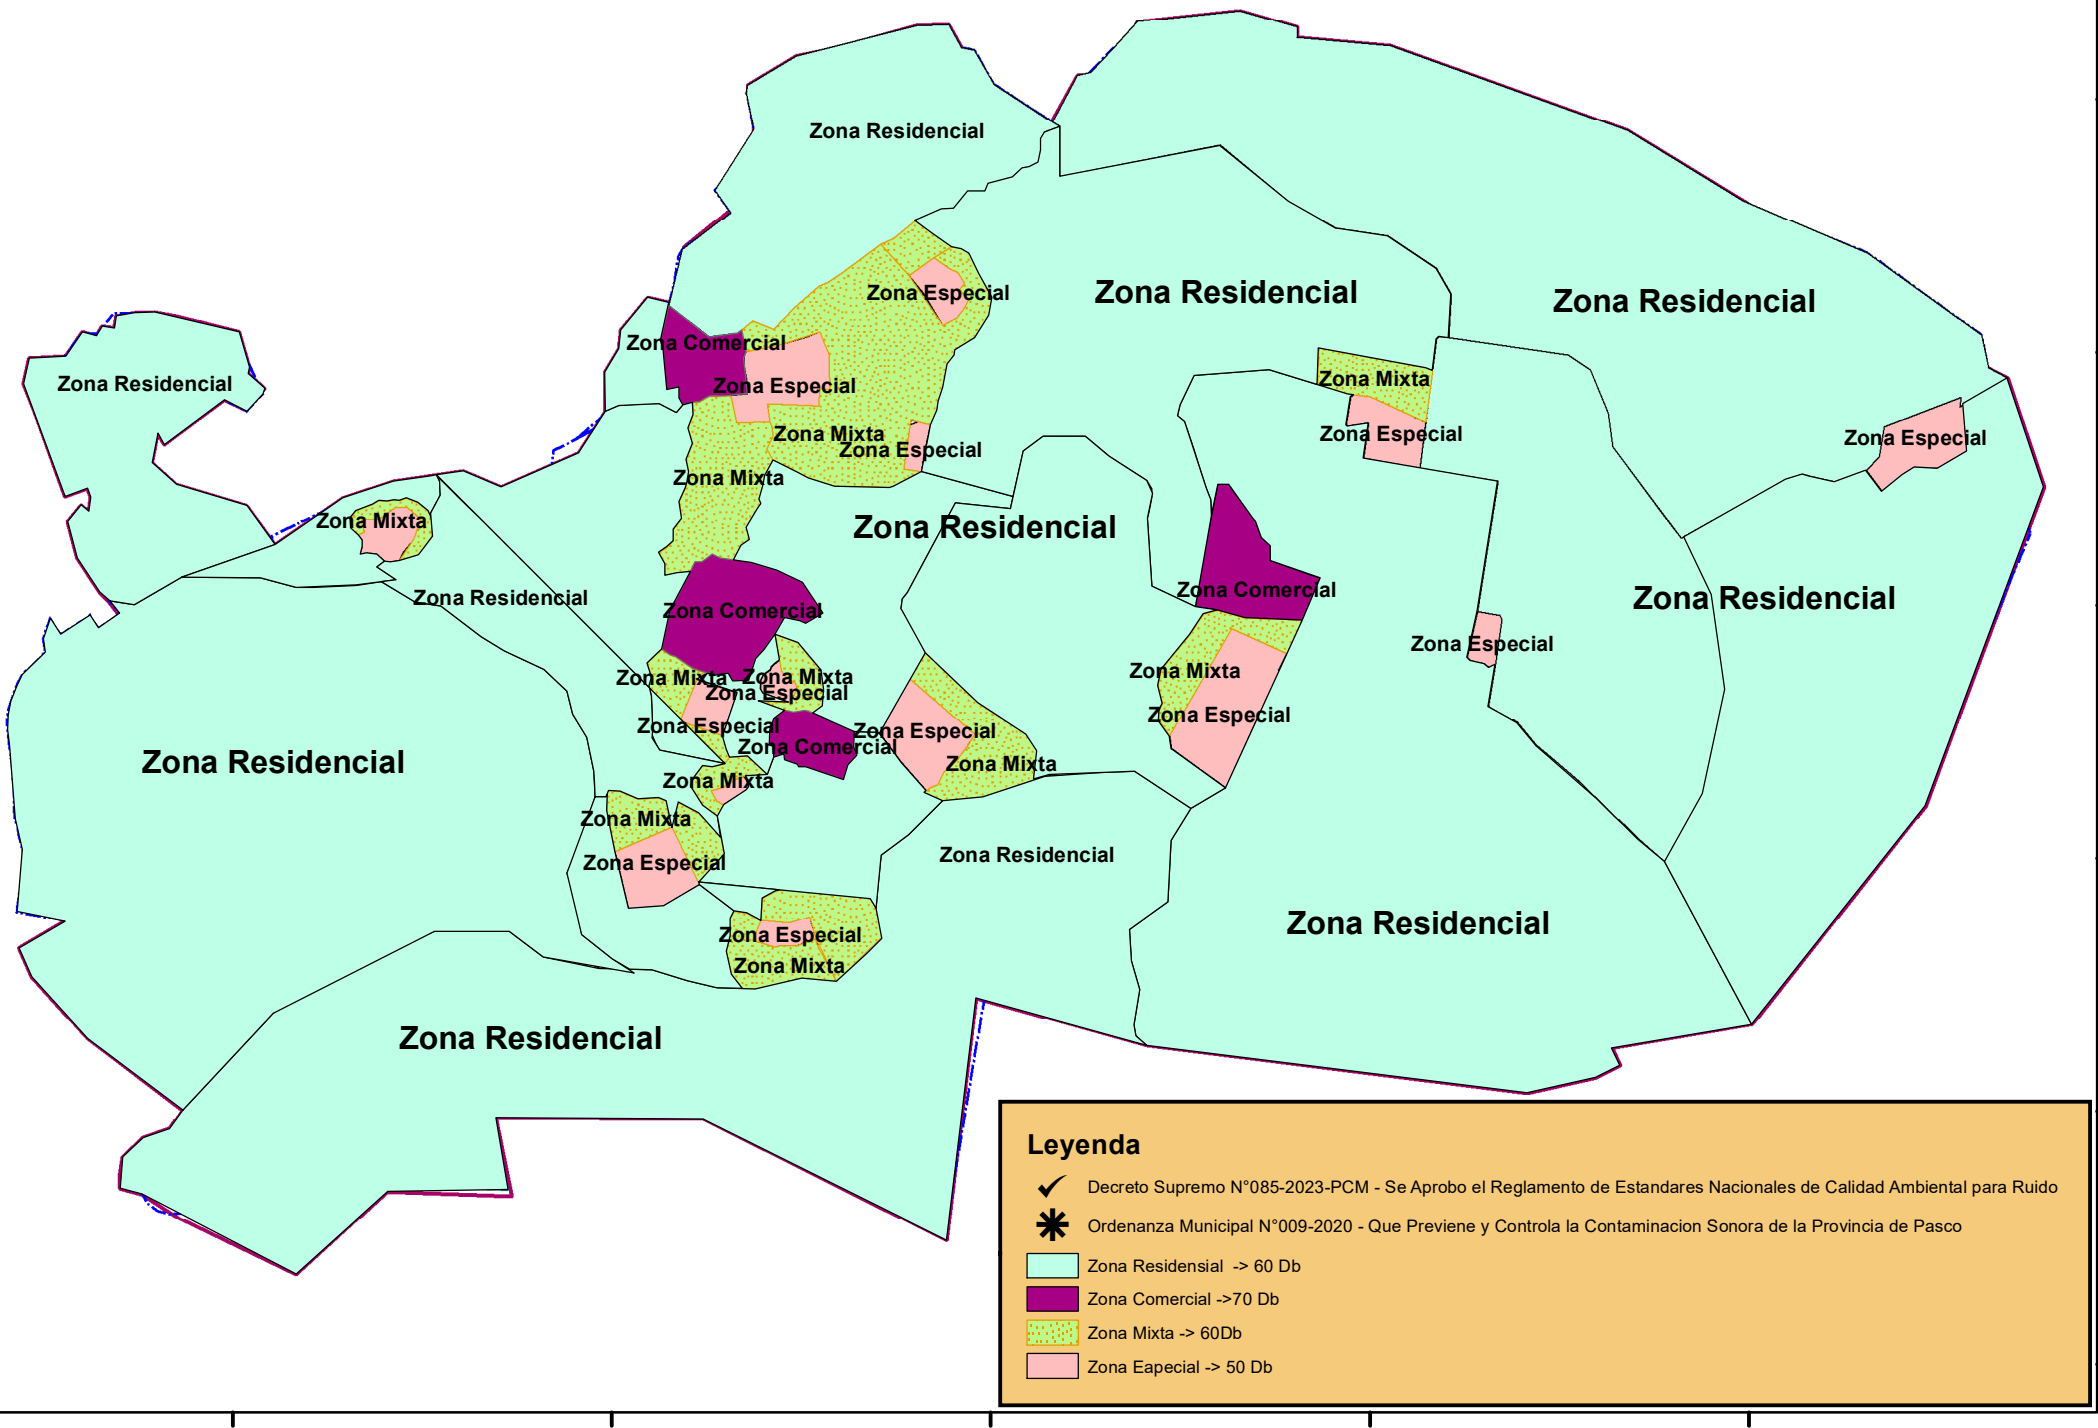 Zona Residencial
Zona Residencial
Zona Especial
Zona Residencial
Zona Comercial
Zona Mixta
Zona Residencial
Zona Especial
Zona Mixta
Zona Especial
Zona Especial
Zona Especial
Zona Mixta
Zona Mixta
Zona Residencial
Zona Comercial
Zona Residencial
Zona Residencial
Zona Comercial
Zona Especial
Zona Mixta
Zona Mixta
Zona Mixta
Zona Especial
Zona Especial
Zona Especial
Zona Especial
Zona Comercial
Zona Residencial
Zona Mixta
Zona Mixta
Zona Mixta
Zona Residencial
Zona Especial
Zona Residencial
Zona Especial
Zona Mixta
Zona Residencial
Leyenda
Decreto Supremo N°085-2023-PCM - Se Aprobo el Reglamento de Estandares Nacionales de Calidad Ambiental para Ruido
Ordenanza Municipal N°009-2020 - Que Previene y Controla la Contaminacion Sonora de la Provincia de Pasco
Zona Residensial -> 60 Db
Zona Comercial ->70 Db
Zona Mixta -> 60Db
Zona Eapecial -> 50 Db